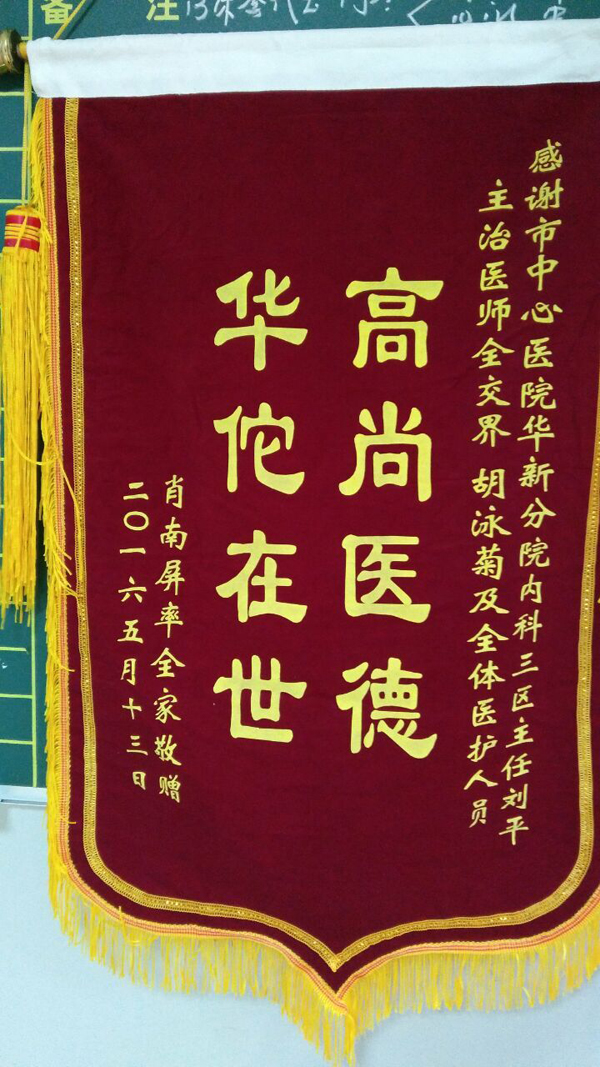 备 注
感谢市中心医院华新分院内科三区主任刘平
主治医师全交界 胡泳菊及全体医护人员
高尚医德
华佗在世
肖南屏率全家敬赠
二〇一六五月十三日